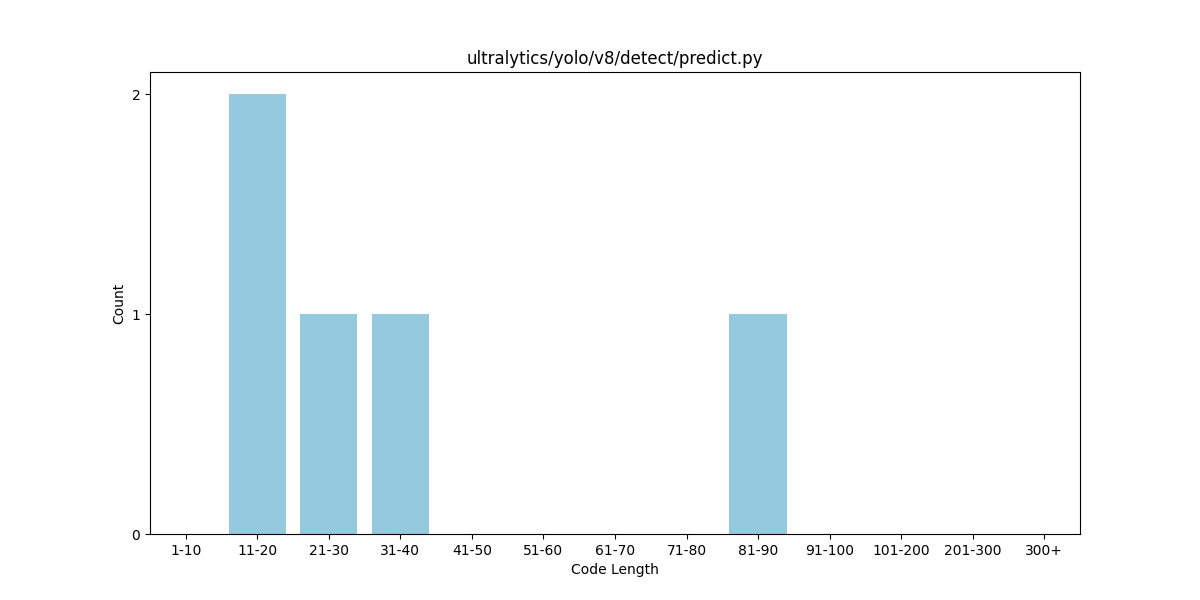 ultralytics/yolo/v8/detect/predict.py
2
1
0
Count
1-10 11-20 21-30 31-40 41-50 51-60 61-70 71-80 81-90 91-100 101-200 201-300 300+
Code Length